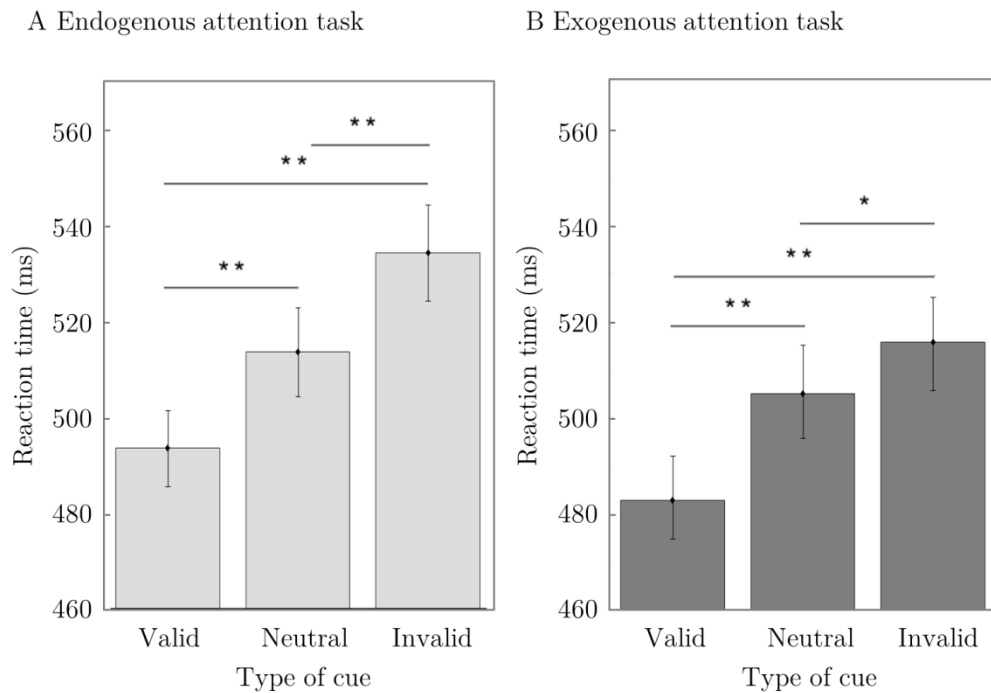 A Endogenous attention task
B Exogenous attention task
Reaction time (ms)
560
540
520
500
480
460
**
**
**
Valid Neutral Invalid
Type of cue
Reaction time (ms)
560
540
520
500
480
460
*
**
**
Valid Neutral Invalid
Type of cue